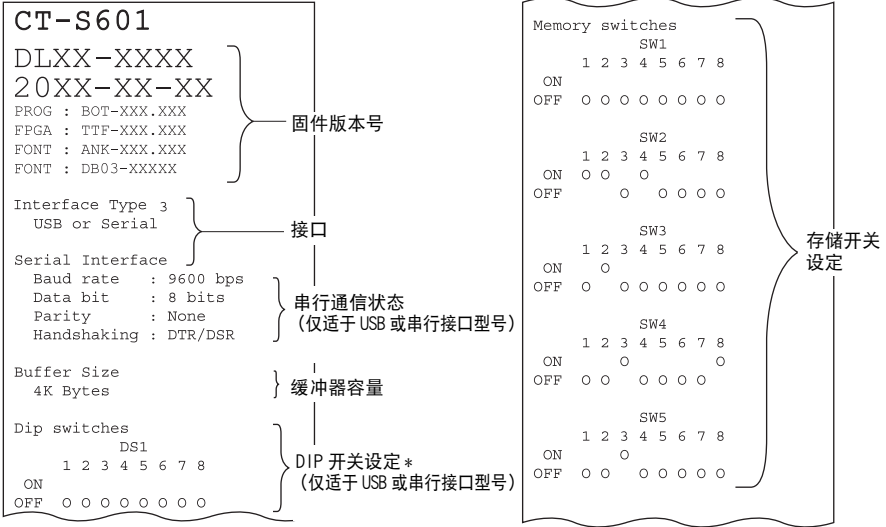 CT-S601
DLXX-XXXX
20XX-XX-XX
PROG : BOT-XXX.XXX
FPGA : TTF-XXX.XXX
FONT : ANK-XXX.XXX
FONT : DB03-XXXXX
固件版本号
Interface Type 3
USB or Serial
接口
Serial Interface
Baud rate : 9600 bps
Data bit : 8 bits
Parity : None
Handshaking : DTR/DSR
串行通信状态
（仅适于 USB 或串行接口型号）
Buffer Size
4K Bytes
缓冲器容量
Dip switches
DS1
1 2 3 4 5 6 7 8
ON
OFF O O O O O O O O
DIP 开关设定 *
（仅适于 USB 或串行接口型号）
Memory switches
SW1
1 2 3 4 5 6 7 8
ON
OFF O O O O O O O O
SW2
1 2 3 4 5 6 7 8
ON O O O
OFF O O O O O
SW3
1 2 3 4 5 6 7 8
ON O
OFF O O O O O O O
SW4
1 2 3 4 5 6 7 8
ON O O
OFF O O O O O O
SW5
1 2 3 4 5 6 7 8
ON O
OFF O O O O O O O
存储开关
设定